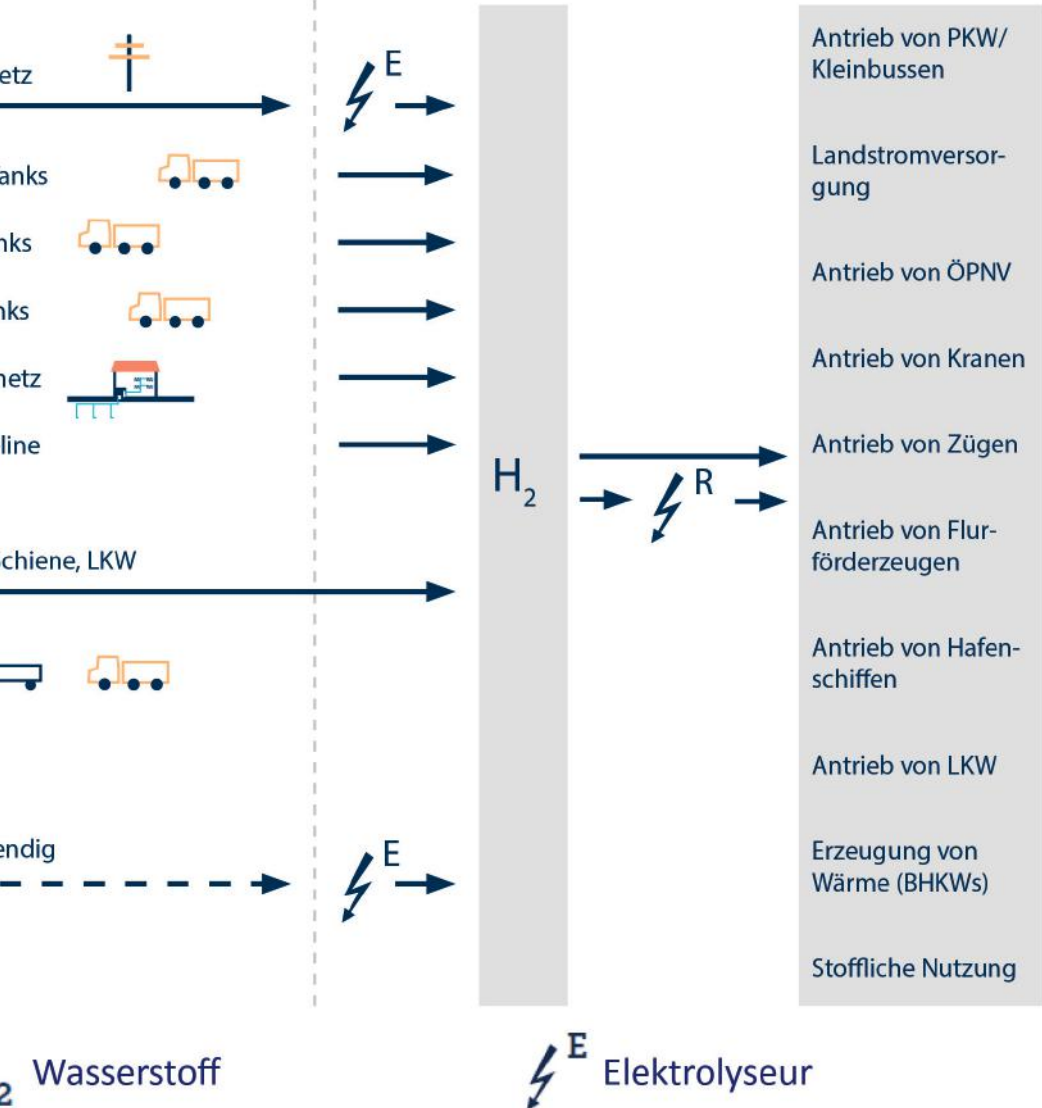 etz
E
anks
nks
nks
netz
line
chiene, LKW
endig
E
H₂
R
Antrieb von PKW/
Kleinbussen
Landstromversor-
gung
Antrieb von ÖPNV
Antrieb von Kranen
Antrieb von Zügen
Antrieb von Flur-
förderzeugen
Antrieb von Hafen-
schiffen
Antrieb von LKW
Erzeugung von
Wärme (BHKWs)
Stoffliche Nutzung
2 Wasserstoff
E Elektrolyseur